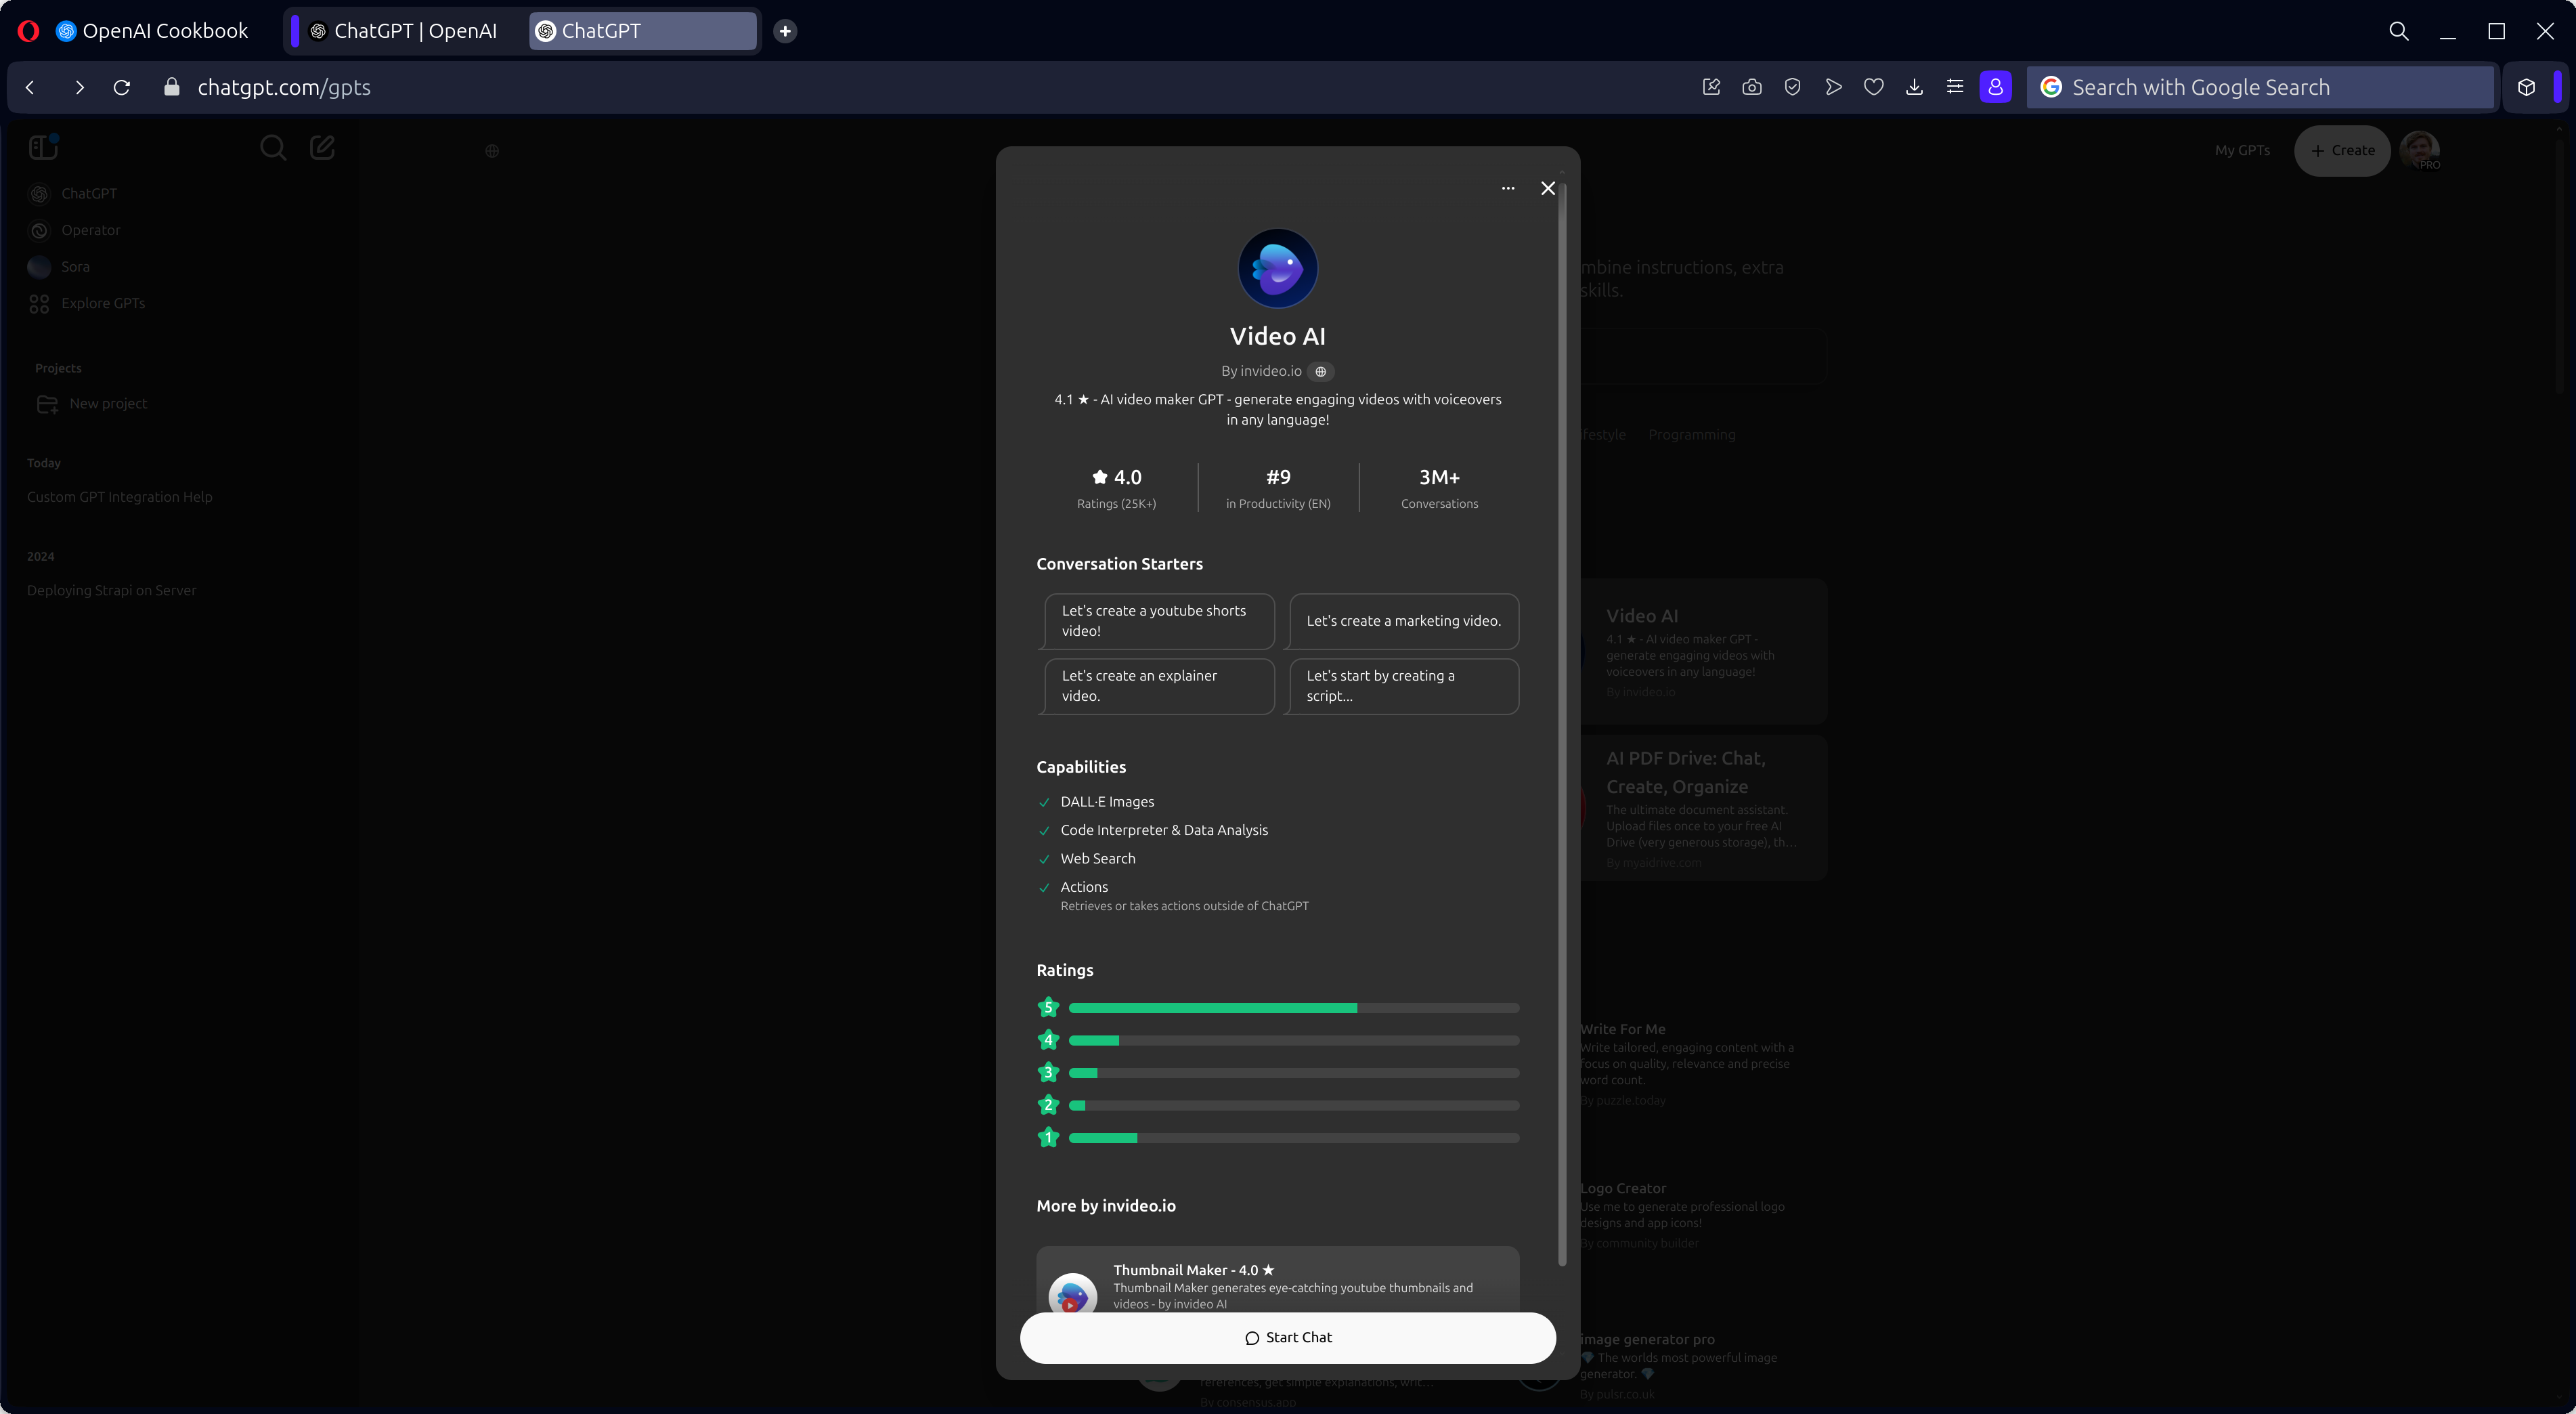 OpenAI Cookbook
ChatGPT | OpenAI
ChatGPT
chatgpt.com/gpts
Search with Google Search
ChatGPT
Operator
Sora
Explore GPTs
Projects
New project
Today
Custom GPT Integration Help
2024
Deploying Strapi on Server
My GPTs
Create
PRO
mbine instructions, extra
skills.
ifestyle
Programming
Video AI
By invideo.io
4.1 ★ - AI video maker GPT - generate engaging videos with voiceovers
in any language!
4.0
Ratings (25K+)
#9
in Productivity (EN)
3M+
Conversations
Conversation Starters
Let's create a youtube shorts
video!
Let's create a marketing video.
Let's create an explainer
video.
Let's start by creating a
script...
Capabilities
DALL·E Images
Code Interpreter & Data Analysis
Web Search
Actions
Retrieves or takes actions outside of ChatGPT
Ratings
5
4
3
2
1
More by invideo.io
Thumbnail Maker - 4.0 ★
Thumbnail Maker generates eye-catching youtube thumbnails and
videos - by invideo AI
Start Chat
Video AI
4.1 ★ - AI video maker GPT -
generate engaging videos with
voiceovers in any language!
By invideo.io
AI PDF Drive: Chat,
Create, Organize
The ultimate document assistant.
Upload files once to your free AI
Drive (very generous storage), th...
By myaidrive.com
Write For Me
Write tailored, engaging content with a
focus on quality, relevance and precise
word count.
By puzzle.today
Logo Creator
Use me to generate professional logo
designs and app icons!
By community builder
image generator pro
💎 The worlds most powerful image
generator. 💎
By pulsr.co.uk
references, get simple explanations, writ...
By consensus.app